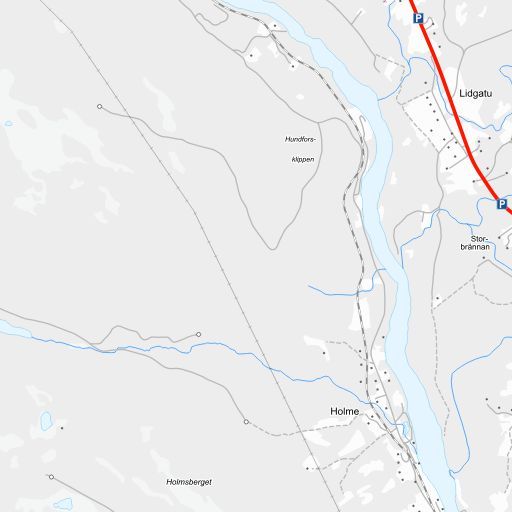 P
Lidgatu
Hundfors-
klippen
P
Stor-
brännan
Holme
Holmsberget